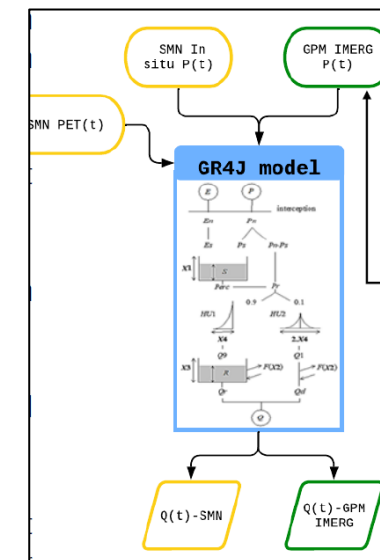 SMN In
situ P(t)
GPM IMERG
P(t)
SMN PET(t)
GR4J model
E P
interception
En Pn
Es Ps Pn-Ps
X1 S
Perc Pr
0.9 0.1
HU1 HU2
X4 2.X4
Q9 Q1
X3 R F(X2) F(X2)
Qr Qd
Q
Q(t)-SMN
Q(t)-GPM
IMERG